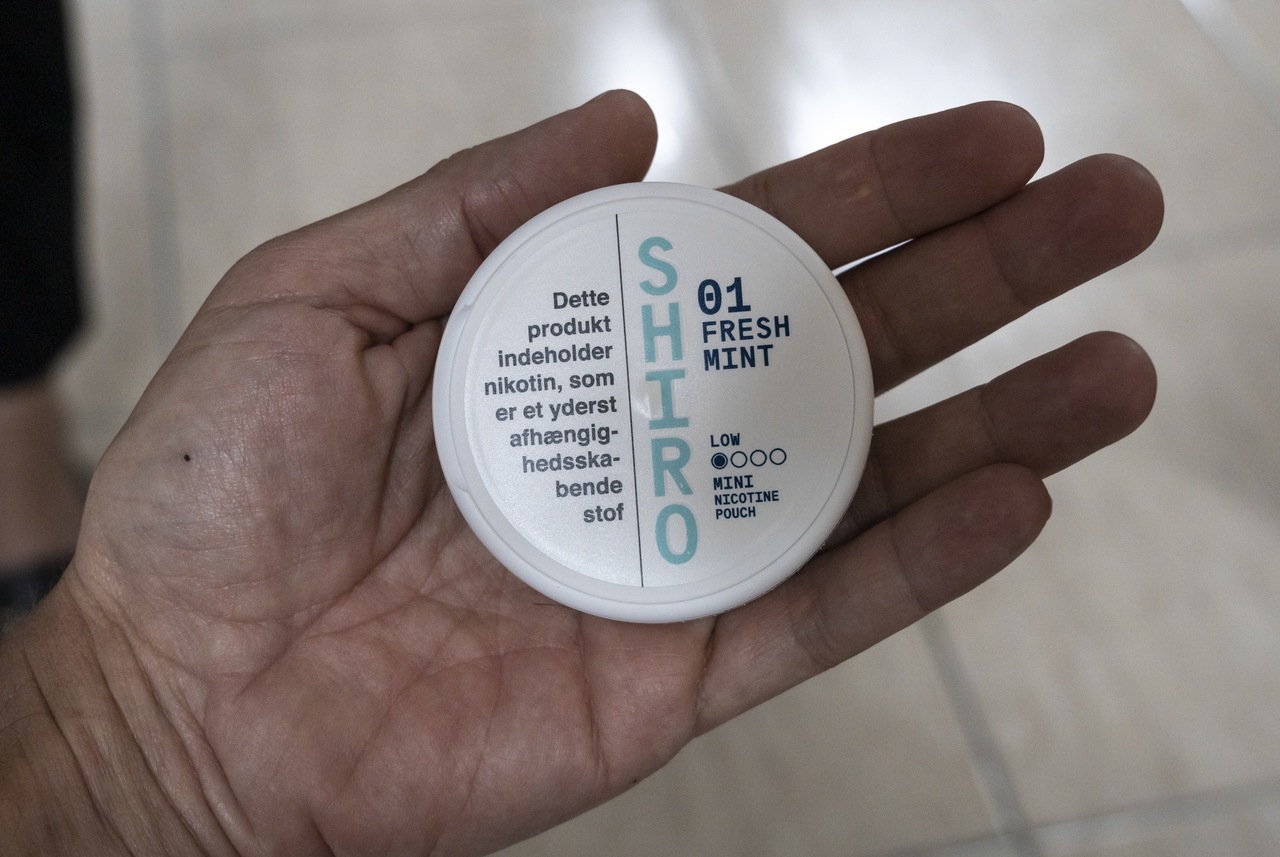 Dette
produkt
indeholder
nikotin, som
er et yderst
afhængig-
hedsska-
bende
stof
SHIRO
01
FRESH
MINT
LOW
MINI
NICOTINE
POUCH